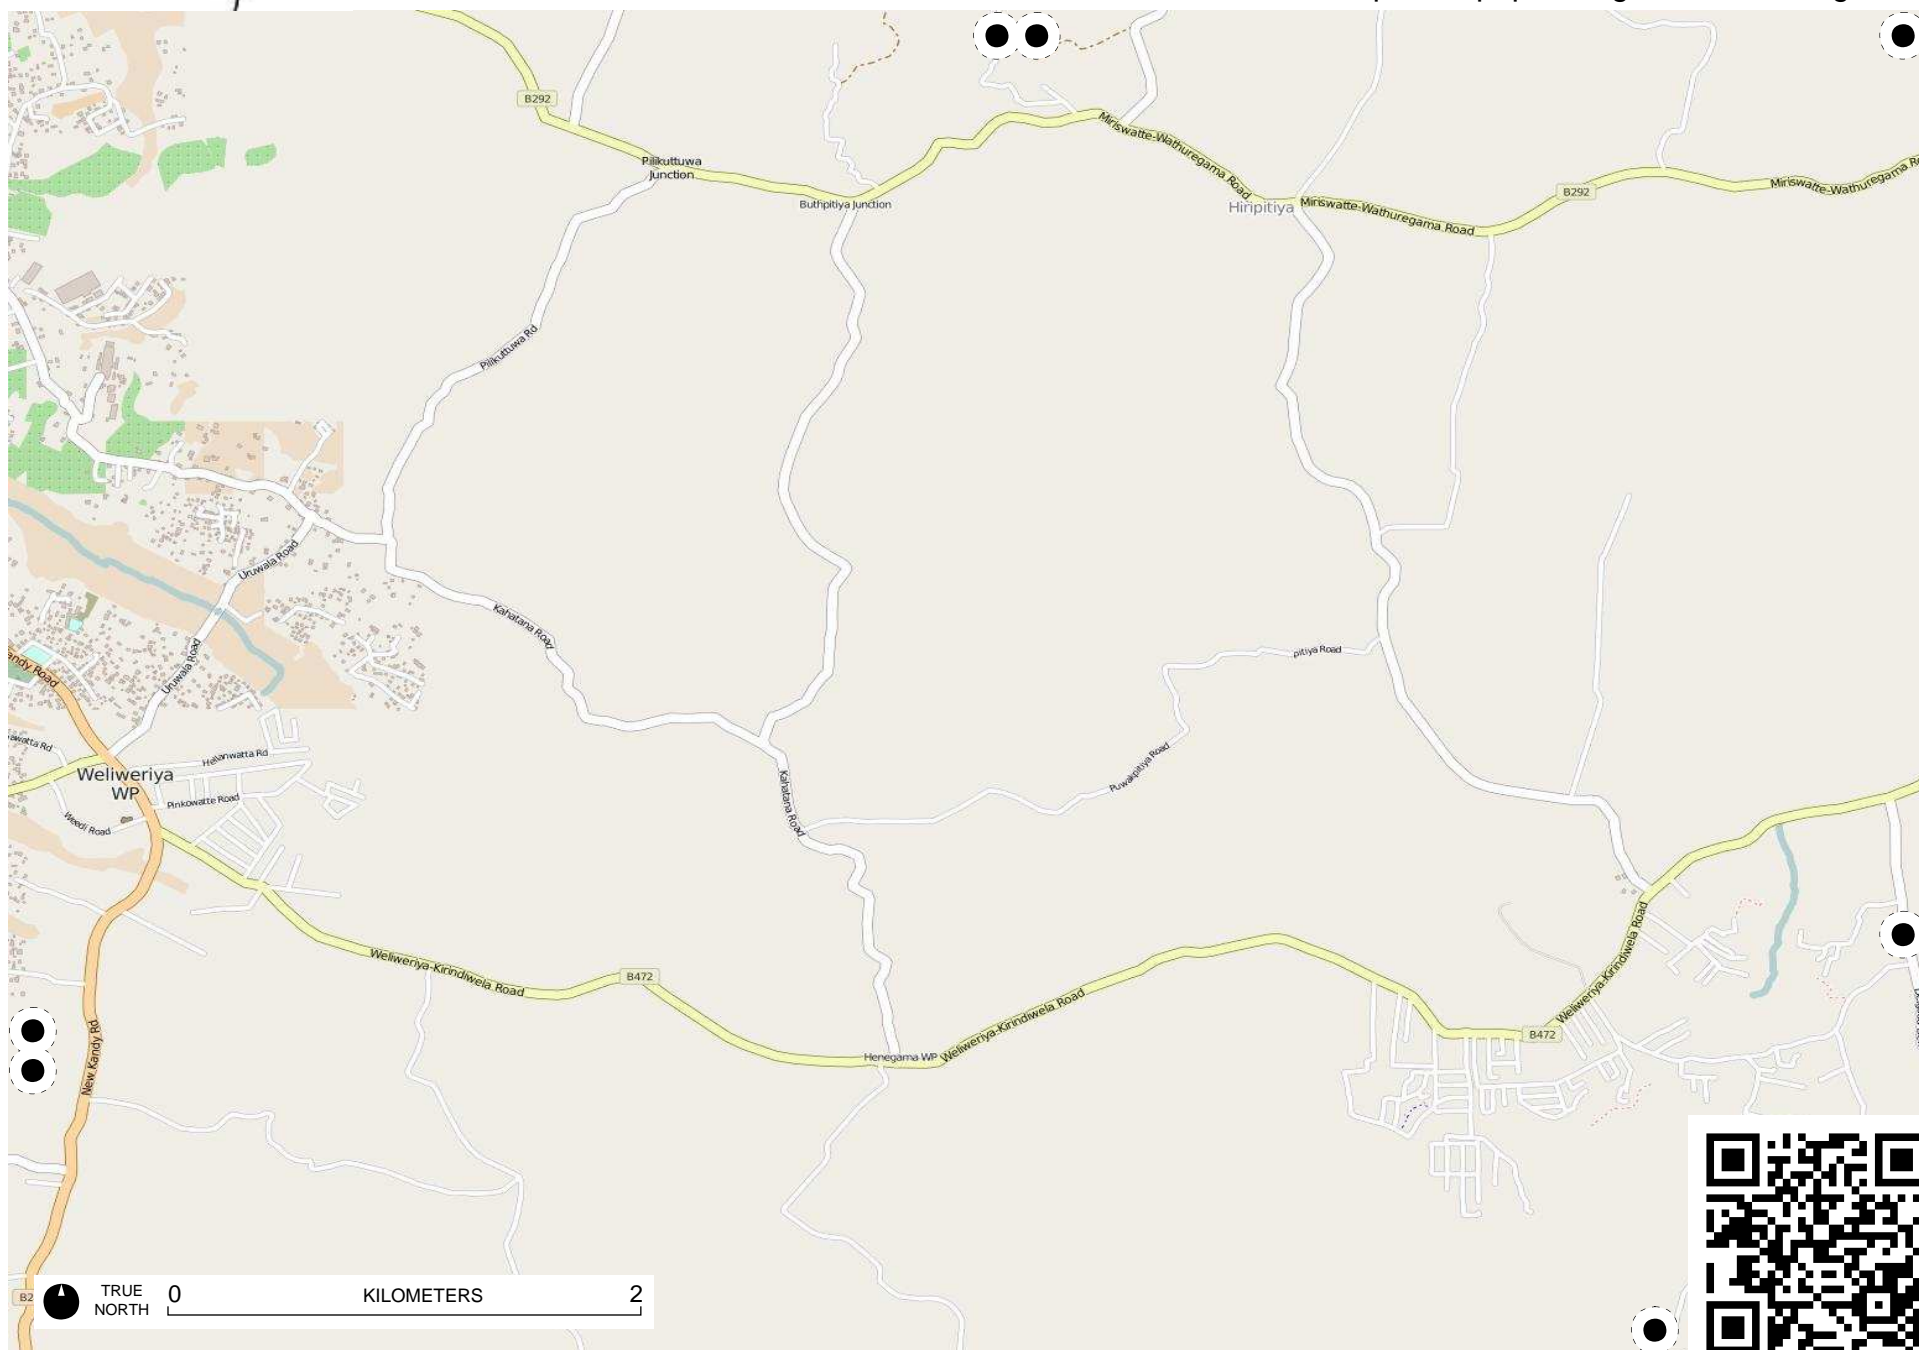 B292
Miriswatte-Wathuregama Road
Pilikuttuwa
Junction
B292
Buthpitiya Junction
Hiripitiya
Miriswatte-Wathuregama Road
Miriswatte-Wathuregama
Pilikuttuwa Rd
Uruwala Road
Kahatana Road
Uruwala Road
pitiya Road
Road
Hellanwatta Rd
Weliweriya
WP
Pinkowatte Road
Weedi Road
Kahatana Road
Puwakpitiya Road
Weliweriya-Kirindiwela Road
Weliweriya-Kirindiwela Road
B472
Weliweriya-Kirindiwela Road
B472
Henegama WP
New Kandy Rd
TRUE
NORTH
0 KILOMETERS 2